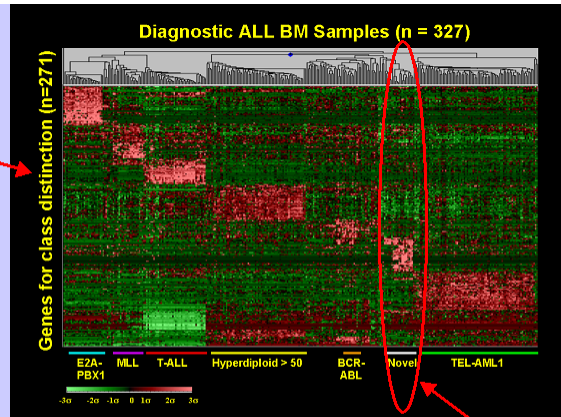 Diagnostic ALL BM Samples (n = 327)
Genes for class distinction (n=271)
E2A-
PBX1
MLL
T-ALL
Hyperdiploid > 50
BCR-
ABL
Novel
TEL-AML1
-3σ -2σ -1σ 0 1σ 2σ 3σ